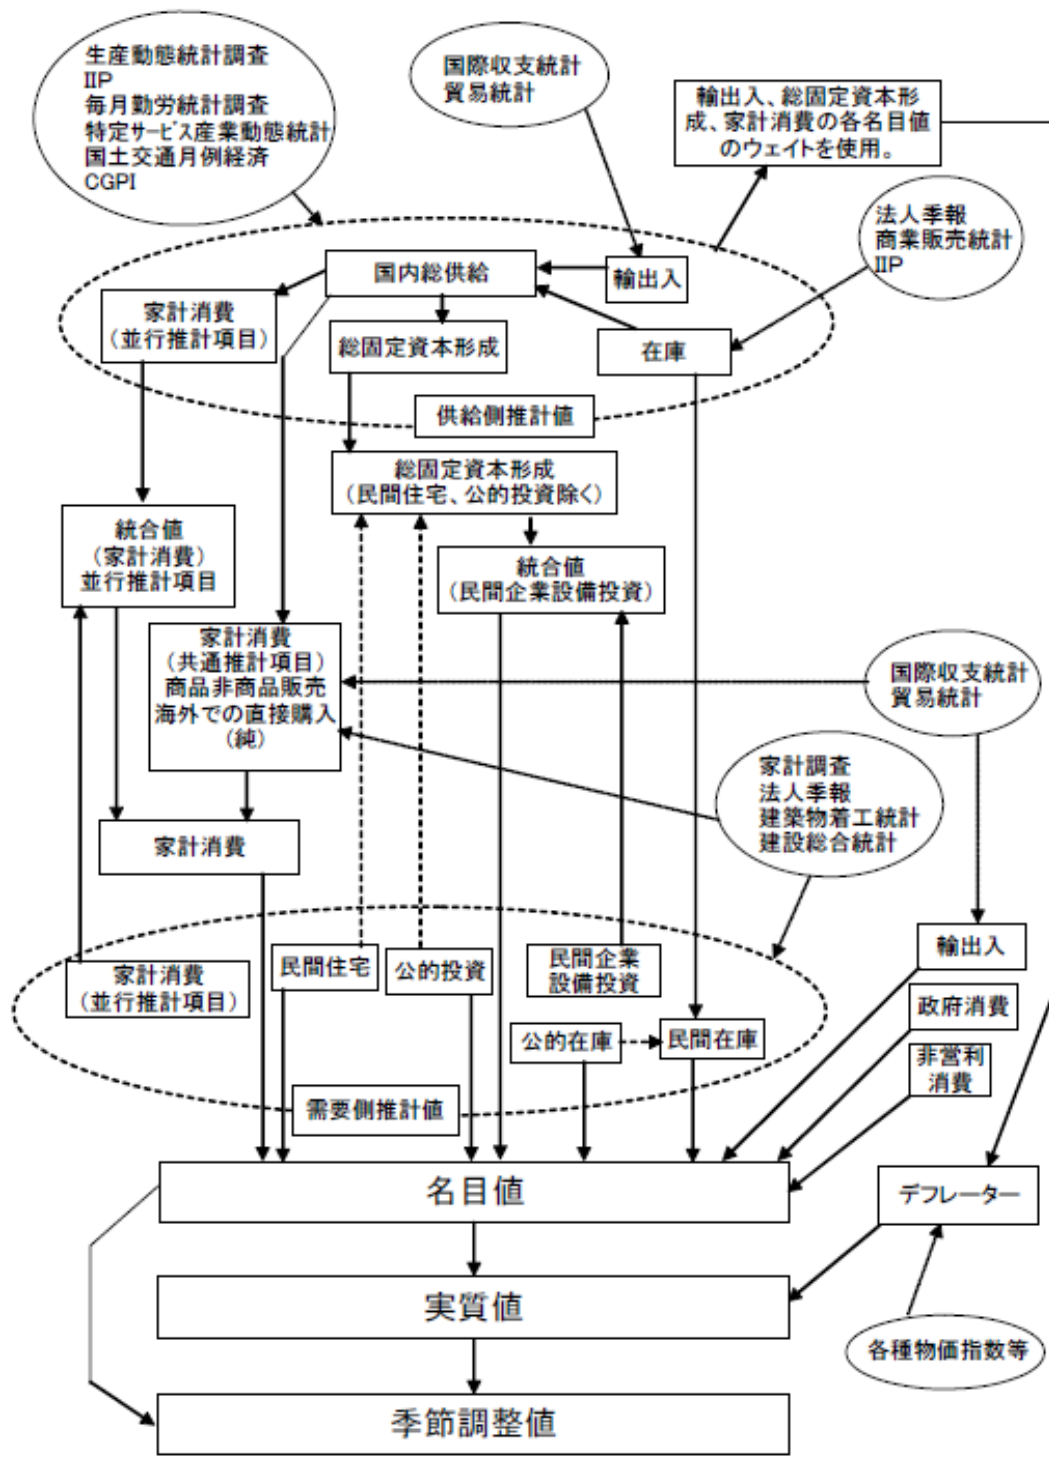 生産動態統計調査
IIP
毎月勤労統計調査
特定サービス産業動態統計
国土交通月例経済
CGPI
国際収支統計
貿易統計
輸出入、総固定資本形
成、家計消費の各名目値
のウェイトを使用。
法人季報
商業販売統計
IIP
国内総供給
輸出入
家計消費
（並行推計項目）
総固定資本形成
在庫
供給側推計値
総固定資本形成
（民間住宅、公的投資除く）
統合値
（家計消費）
並行推計項目
統合値
（民間企業設備投資）
家計消費
（共通推計項目）
商品非商品販売
海外での直接購入
（純）
国際収支統計
貿易統計
家計調査
法人季報
建築物着工統計
建設総合統計
家計消費
輸出入
家計消費
（並行推計項目）
民間住宅
公的投資
民間企業
設備投資
政府消費
公的在庫
民間在庫
非営利
消費
需要側推計値
名目値
デフレーター
実質値
各種物価指数等
季節調整値